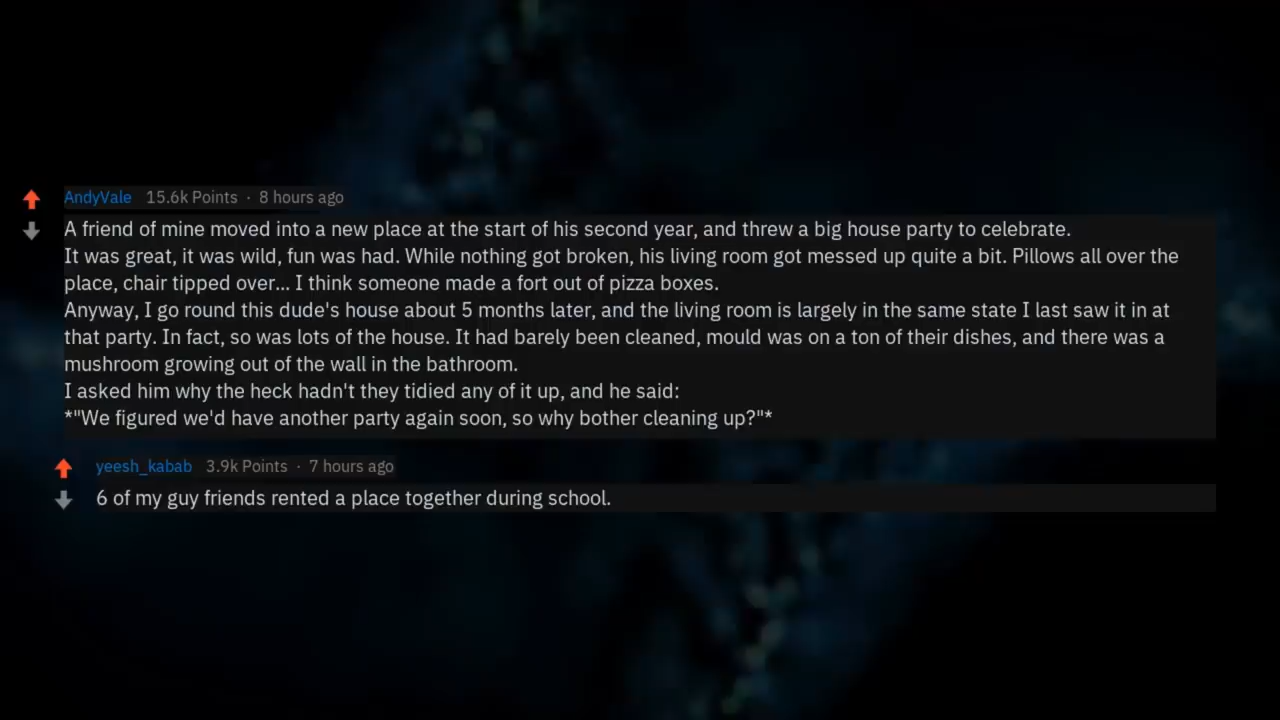 AndyVale 15.6k Points · 8 hours ago
A friend of mine moved into a new place at the start of his second year, and threw a big house party to celebrate.
It was great, it was wild, fun was had. While nothing got broken, his living room got messed up quite a bit. Pillows all over the
place, chair tipped over... I think someone made a fort out of pizza boxes.
Anyway, I go round this dude's house about 5 months later, and the living room is largely in the same state I last saw it in at
that party. In fact, so was lots of the house. It had barely been cleaned, mould was on a ton of their dishes, and there was a
mushroom growing out of the wall in the bathroom.
I asked him why the heck hadn't they tidied any of it up, and he said:
*"We figured we'd have another party again soon, so why bother cleaning up?"*
yeesh_kabab 3.9k Points · 7 hours ago
6 of my guy friends rented a place together during school.